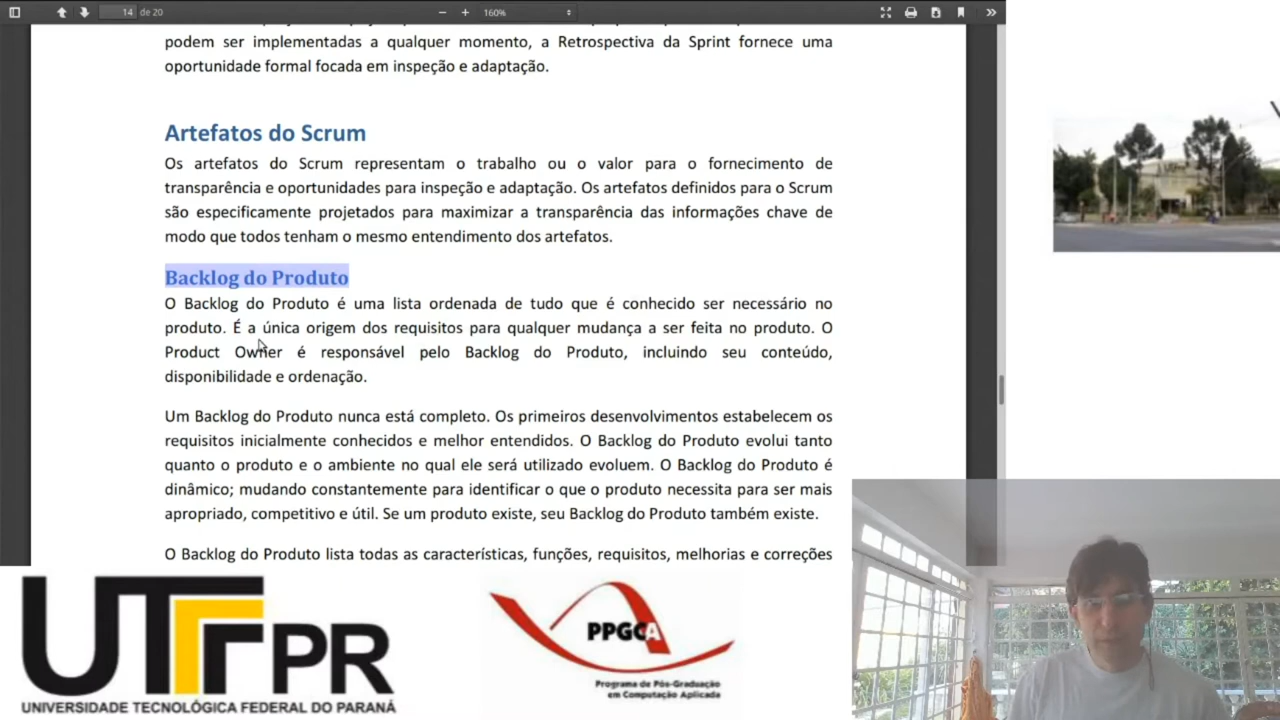 14 de 20
160%
podem ser implementadas a qualquer momento, a Retrospectiva da Sprint fornece uma
oportunidade formal focada em inspeção e adaptação.
Artefatos do Scrum
Os artefatos do Scrum representam o trabalho ou o valor para o fornecimento de
transparência e oportunidades para inspeção e adaptação. Os artefatos definidos para o Scrum
são especificamente projetados para maximizar a transparência das informações chave de
modo que todos tenham o mesmo entendimento dos artefatos.
Backlog do Produto
O Backlog do Produto é uma lista ordenada de tudo que é conhecido ser necessário no
produto. É a única origem dos requisitos para qualquer mudança a ser feita no produto. O
Product Owner é responsável pelo Backlog do Produto, incluindo seu conteúdo,
disponibilidade e ordenação.
Um Backlog do Produto nunca está completo. Os primeiros desenvolvimentos estabelecem os
requisitos inicialmente conhecidos e melhor entendidos. O Backlog do Produto evolui tanto
quanto o produto e o ambiente no qual ele será utilizado evoluem. O Backlog do Produto é
dinâmico; mudando constantemente para identificar o que o produto necessita para ser mais
apropriado, competitivo e útil. Se um produto existe, seu Backlog do Produto também existe.
O Backlog do Produto lista todas as características, funções, requisitos, melhorias e correções
UTFPR
UNIVERSIDADE TECNOLÓGICA FEDERAL DO PARANÁ
PPGCA
Programa de Pós-Graduação
em Computação Aplicada